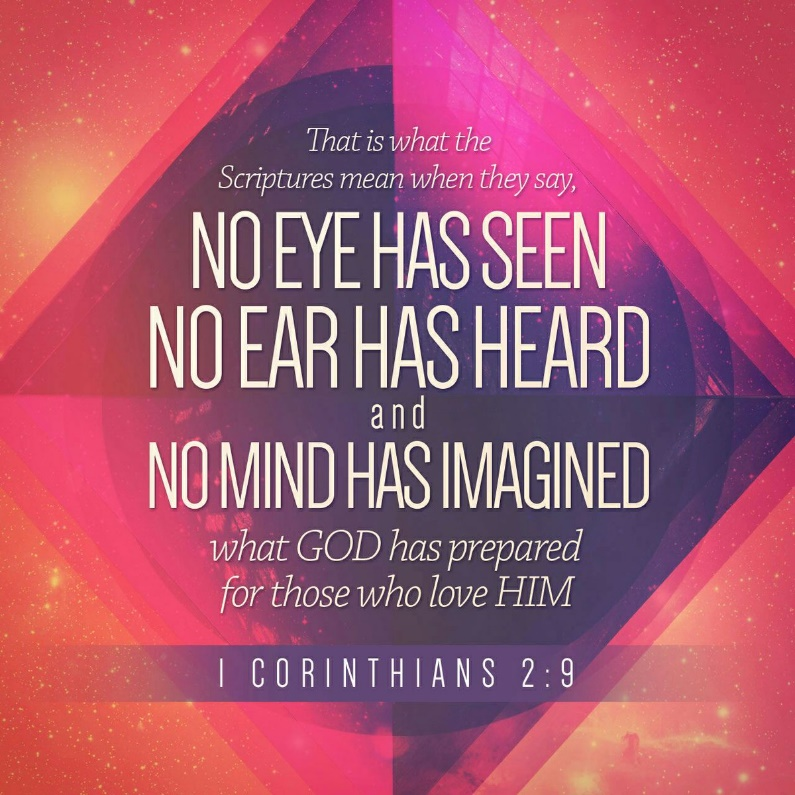 That is what the
Scriptures mean when they say,
NO EYE HAS SEEN
NO EAR HAS HEARD
and
NO MIND HAS IMAGINED
what GOD has prepared
for those who love HIM
I CORINTHIANS 2:9